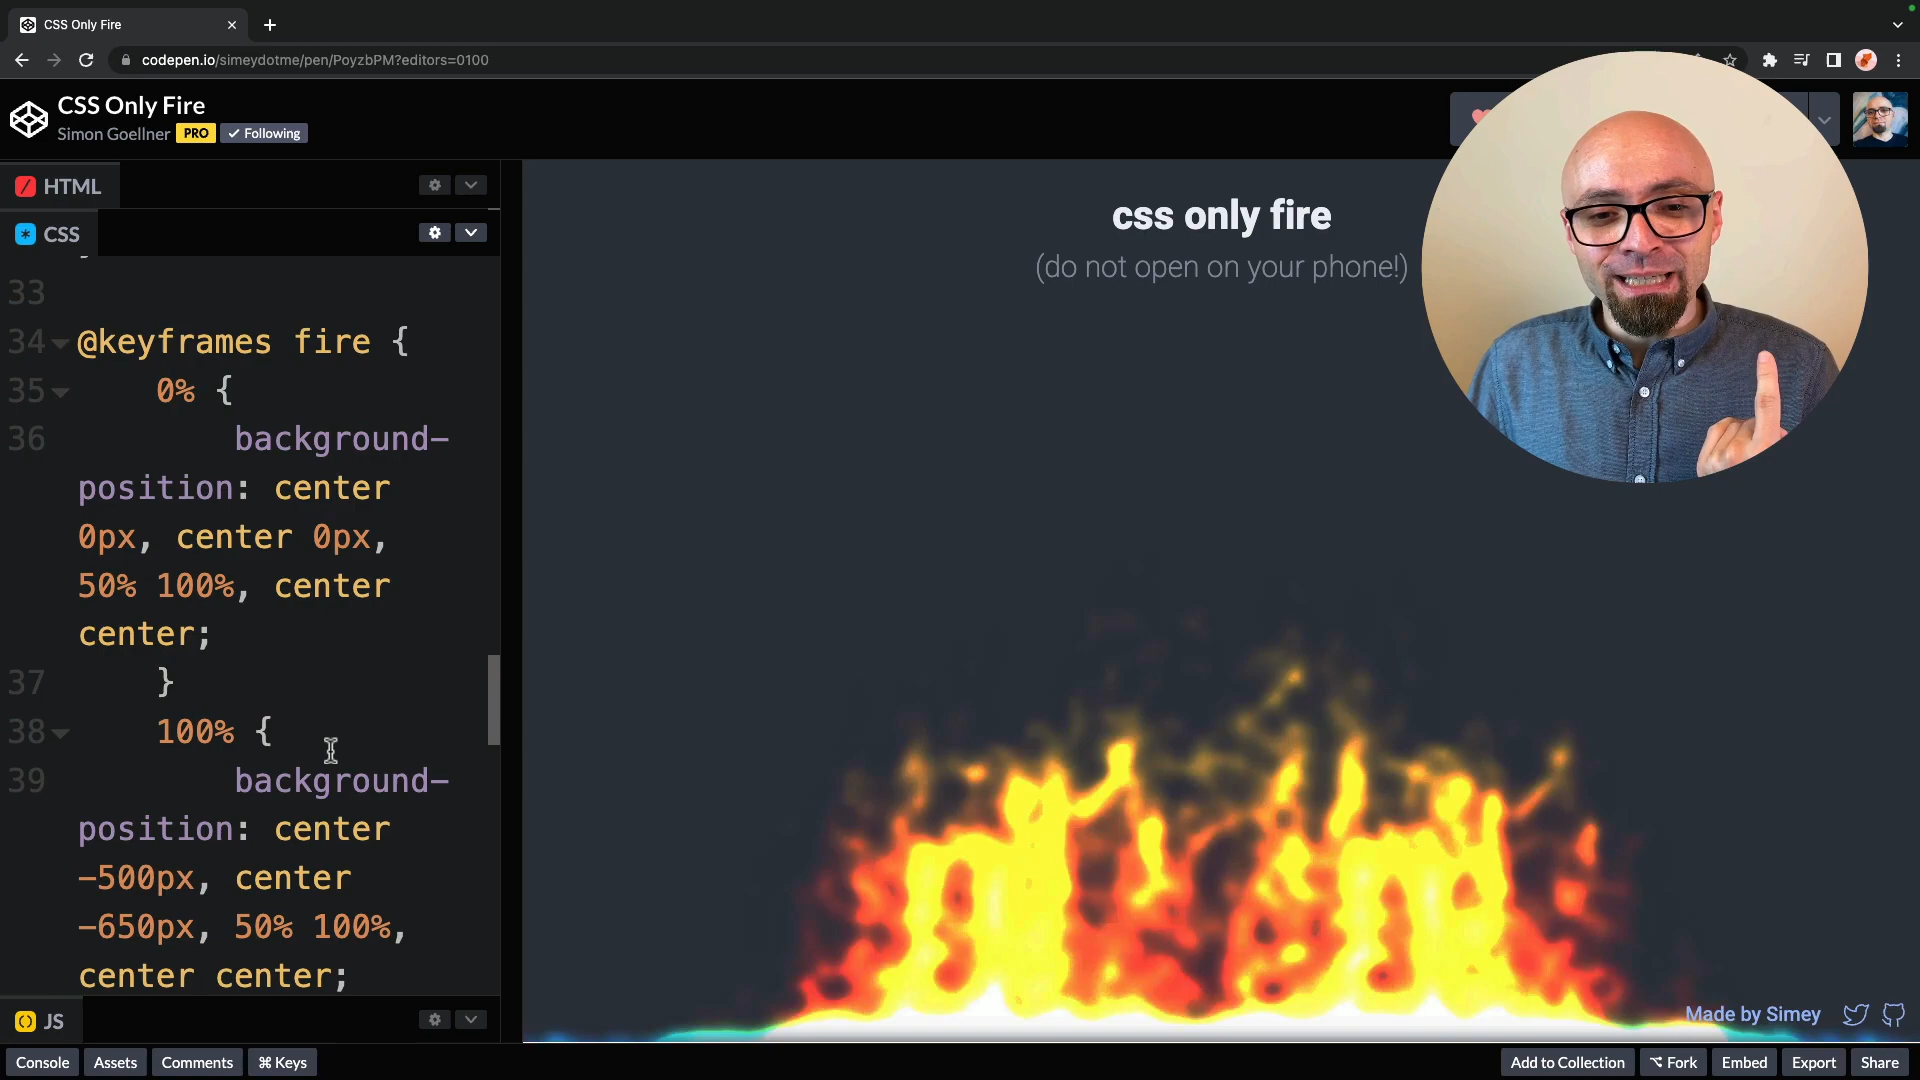 CSS Only Fire
codepen.io/simeydotme/pen/PoyzbPM?editors=0100
CSS Only Fire
Simon Goellner PRO ✓ Following
HTML
CSS
33
34 @keyframes fire {
35 0% {
36 background-
position: center
0px, center 0px,
50% 100%, center
center;
37 }
38 100% {
39 background-
position: center
-500px, center
-650px, 50% 100%,
center center;
JS
css only fire
(do not open on your phone!)
Made by Simey
Console Assets Comments ⌘ Keys
Add to Collection ⌥ Fork Embed Export Share